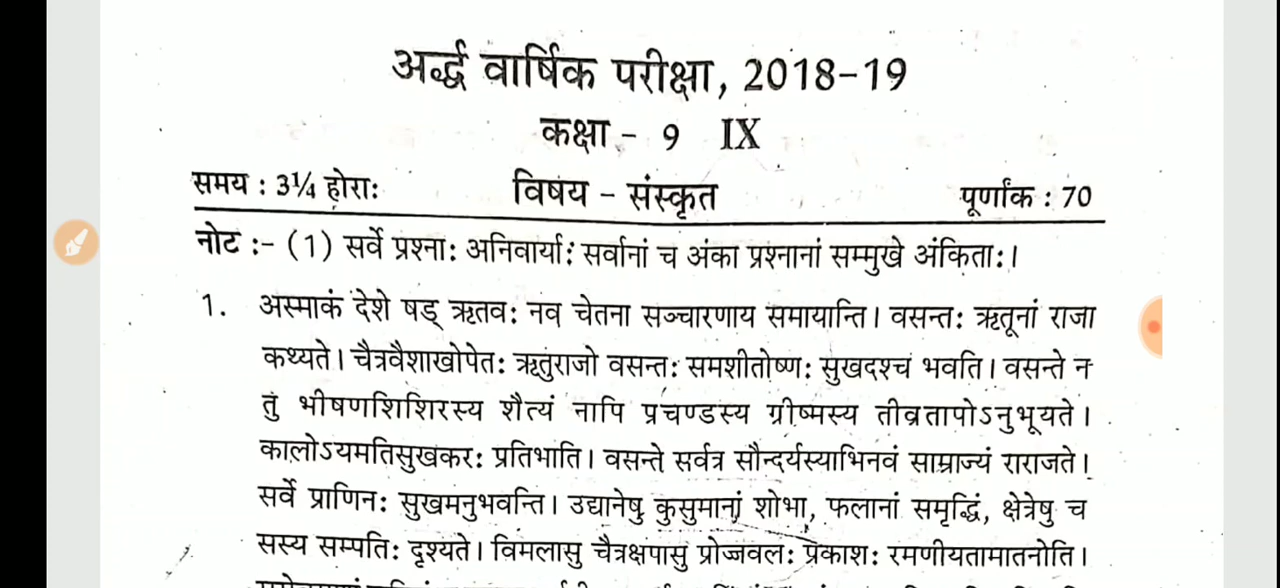 अर्द्ध वार्षिक परीक्षा, 2018-19
कक्षा - 9 IX
समय : 3¼ होराः विषय - संस्कृत पूर्णांक : 70
नोट :- (1) सर्वे प्रश्नाः अनिवार्याः सर्वानां च अंका प्रश्नानां सम्मुखे अंकिताः।
1. अस्माकं देशे षड् ऋतवः नव चेतना सञ्चारणाय समायान्ति। वसन्तः ऋतूनां राजा
कथ्यते। चैत्रवैशाखोपेतः ऋतुराजो वसन्तः समशीतोष्णः सुखदश्च भवति। वसन्ते न
तुं भीषणशिशिरस्य शैत्यं नापि प्रचण्डस्य ग्रीष्मस्य तीव्रतापोऽनुभूयते।
कालोऽयमतिसुखकरः प्रतिभाति। वसन्ते सर्वत्र सौन्दर्यस्याभिनवं साम्राज्यं राराजते।
सर्वे प्राणिनः सुखमनुभवन्ति। उद्यानेषु कुसुमानां शोभा, फलानां समृद्धिं, क्षेत्रेषु च
सस्य सम्पतिः दृश्यते। विमलासु चैत्रक्षपासु प्रोज्वलः प्रकाशः रमणीयतामातनोति।